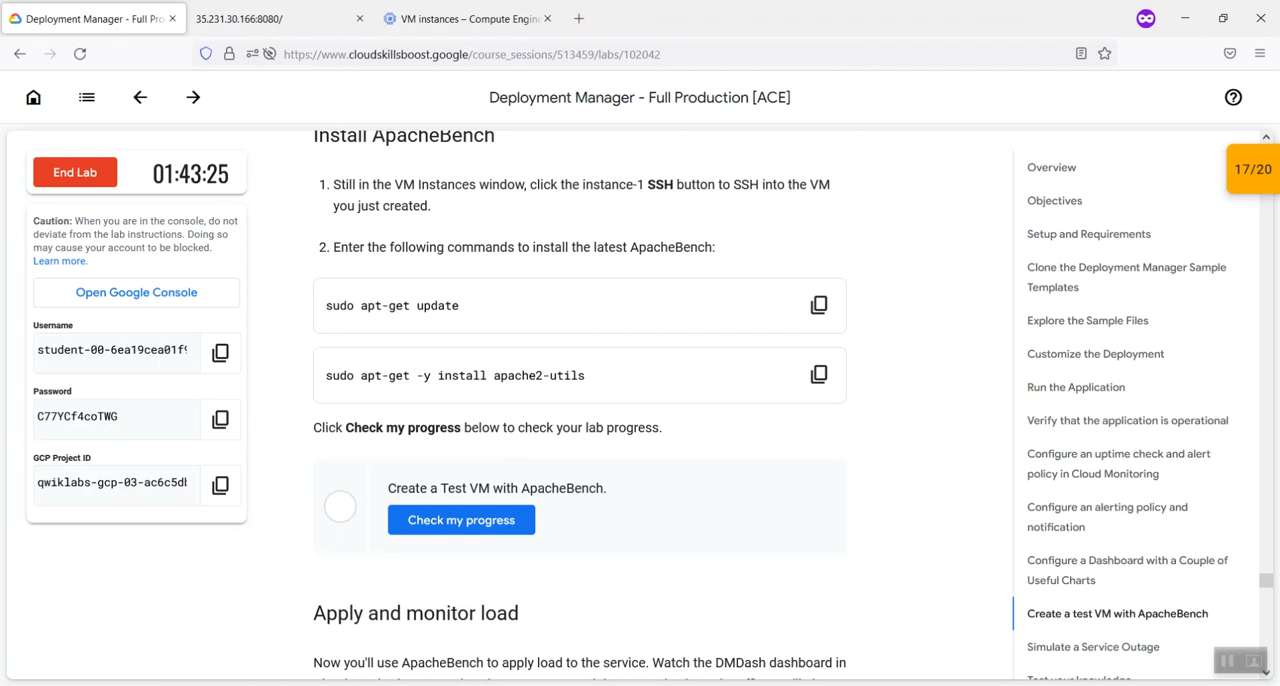 Deployment Manager - Full Pro
35.231.30.166:8080/
VM instances – Compute Engine
https://www.cloudskillsboost.google/course_sessions/513459/labs/102042
Deployment Manager - Full Production [ACE]
End Lab
01:43:25
Caution: When you are in the console, do not
deviate from the lab instructions. Doing so
may cause your account to be blocked.
Learn more.
Open Google Console
Username
student-00-6ea19cea01f9
Password
C77YCf4coTWG
GCP Project ID
qwiklabs-gcp-03-ac6c5db
Install ApacheBench
1. Still in the VM Instances window, click the instance-1 SSH button to SSH into the VM
you just created.
2. Enter the following commands to install the latest ApacheBench:
sudo apt-get update
sudo apt-get -y install apache2-utils
Click Check my progress below to check your lab progress.
Create a Test VM with ApacheBench.
Check my progress
Apply and monitor load
Now you'll use ApacheBench to apply load to the service. Watch the DMDash dashboard in
17/20
Overview
Objectives
Setup and Requirements
Clone the Deployment Manager Sample
Templates
Explore the Sample Files
Customize the Deployment
Run the Application
Verify that the application is operational
Configure an uptime check and alert
policy in Cloud Monitoring
Configure an alerting policy and
notification
Configure a Dashboard with a Couple of
Useful Charts
Create a test VM with ApacheBench
Simulate a Service Outage
Test your knowledge